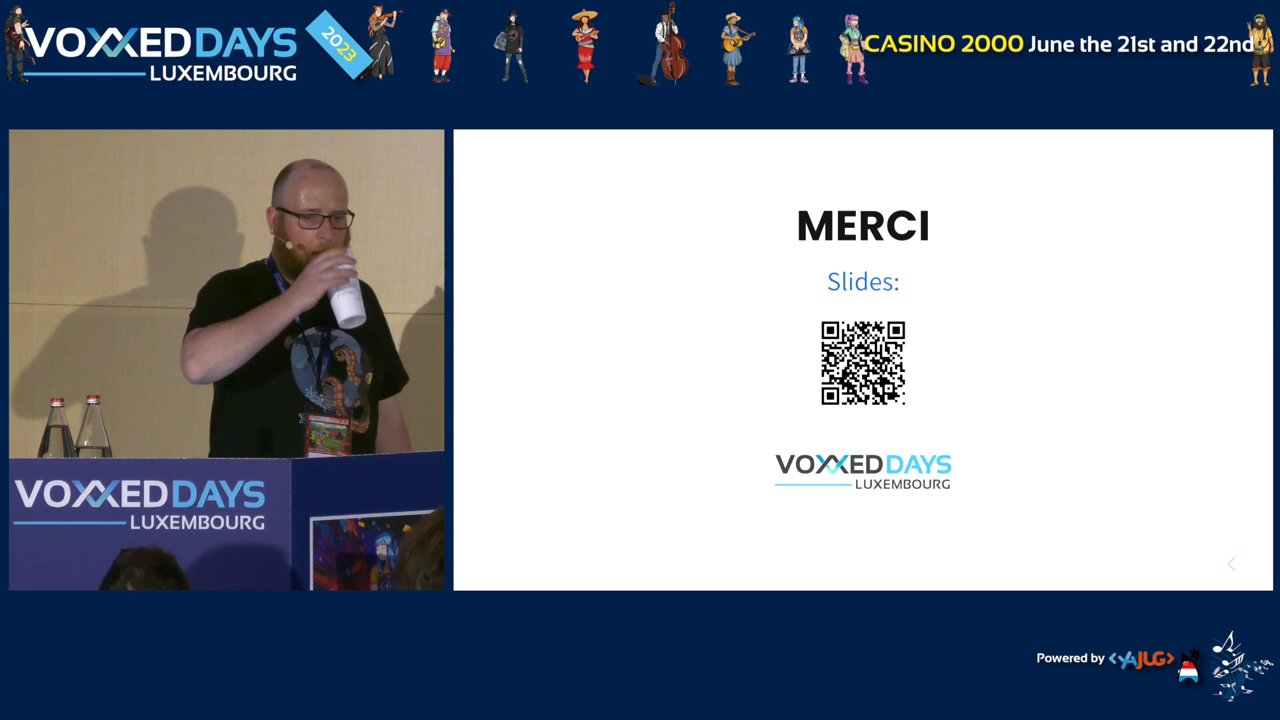 VOXXED DAYS
LUXEMBOURG
2023
CASINO 2000 June the 21st and 22nd
MERCI
Slides:
VOXXED DAYS
LUXEMBOURG
VOXXED DAYS
LUXEMBOURG
Powered by <YAJUG>